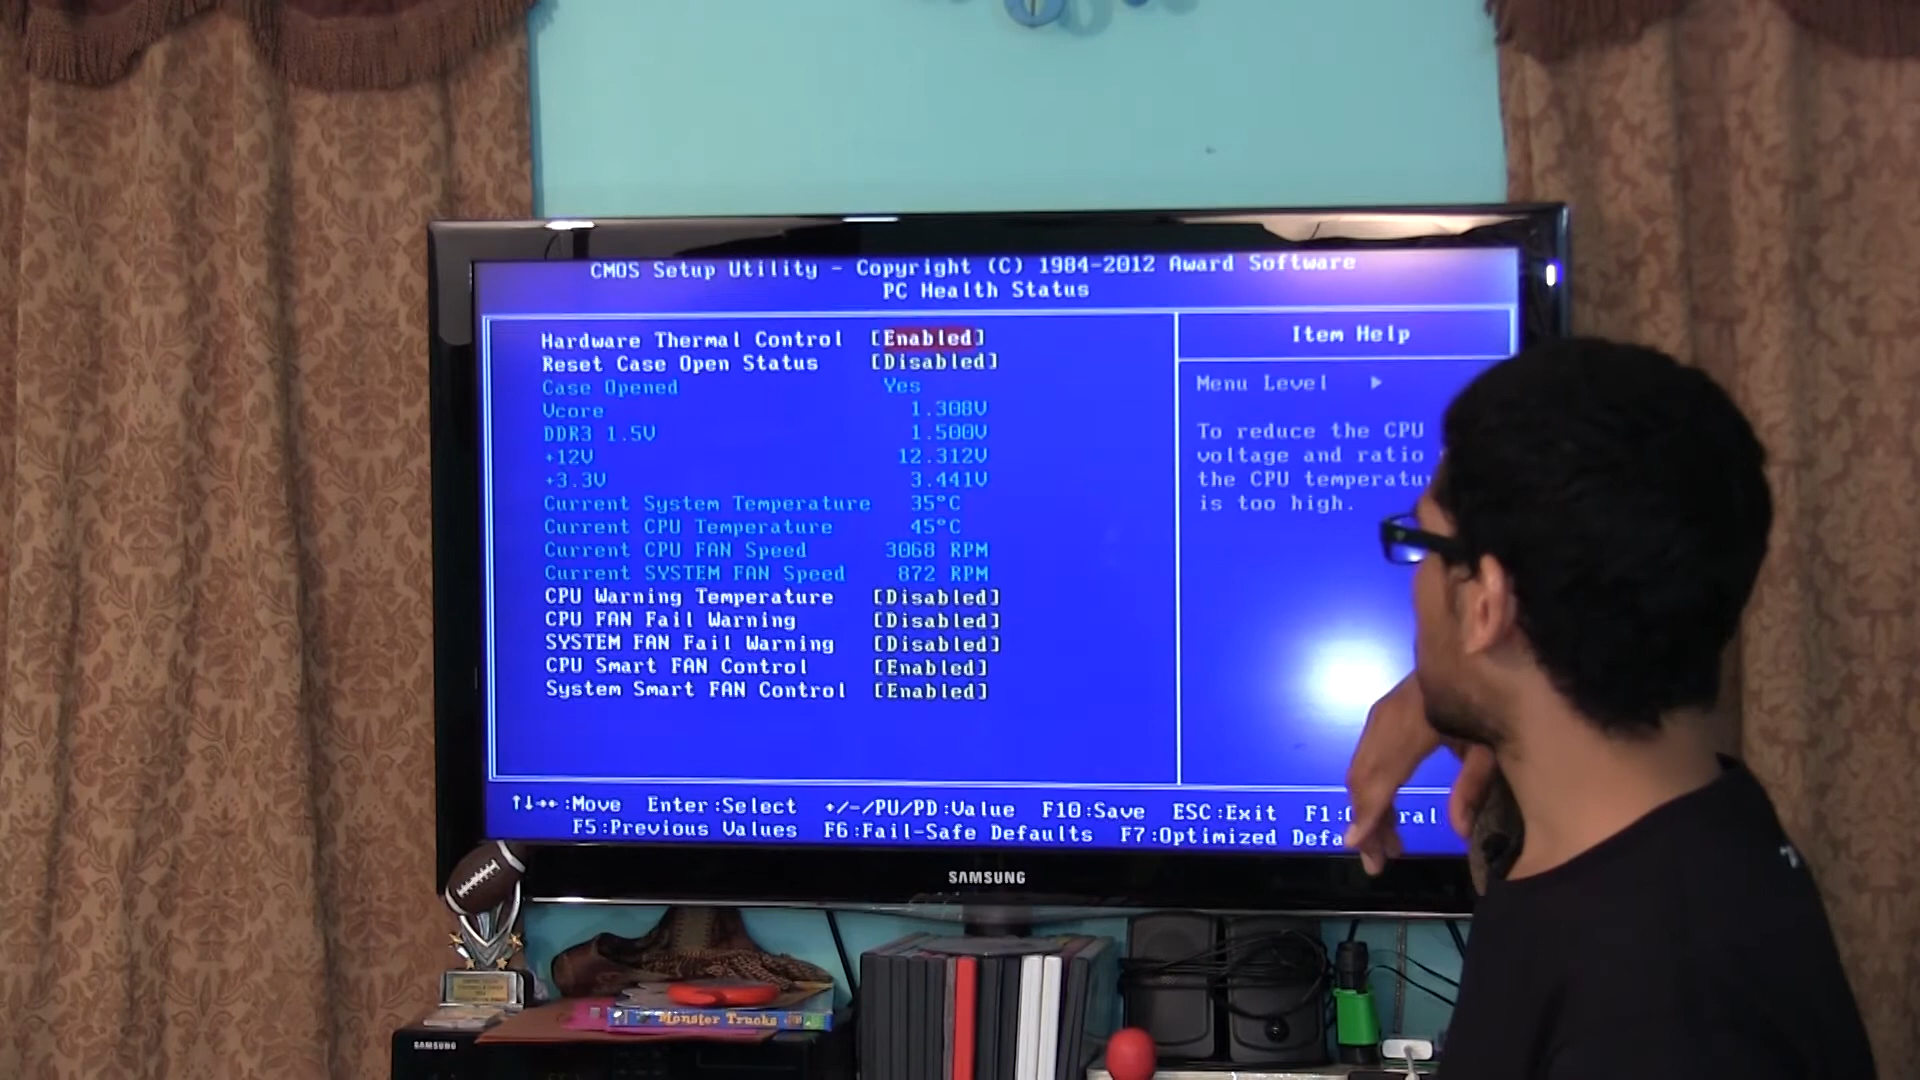 CMOS Setup Utility - Copyright (C) 1984-2012 Award Software
PC Health Status
Hardware Thermal Control [Enabled]
Reset Case Open Status [Disabled]
Case Opened Yes
Vcore 1.308V
DDR3 1.5V 1.500V
+12V 12.312V
+3.3V 3.441V
Current System Temperature 35°C
Current CPU Temperature 45°C
Current CPU FAN Speed 3068 RPM
Current SYSTEM FAN Speed 872 RPM
CPU Warning Temperature [Disabled]
CPU FAN Fail Warning [Disabled]
SYSTEM FAN Fail Warning [Disabled]
CPU Smart FAN Control [Enabled]
System Smart FAN Control [Enabled]
Item Help
Menu Level ▶
To reduce the CPU
voltage and ratio
the CPU
is too high.
↑↓→←:Move Enter:Select +/-/PU/PD:Value F10:Save ESC:Exit F1:
F5:Previous Values F6:Fail-Safe Defaults F7:Optimized
SAMSUNG
Monster Trucks
SAMSUNG